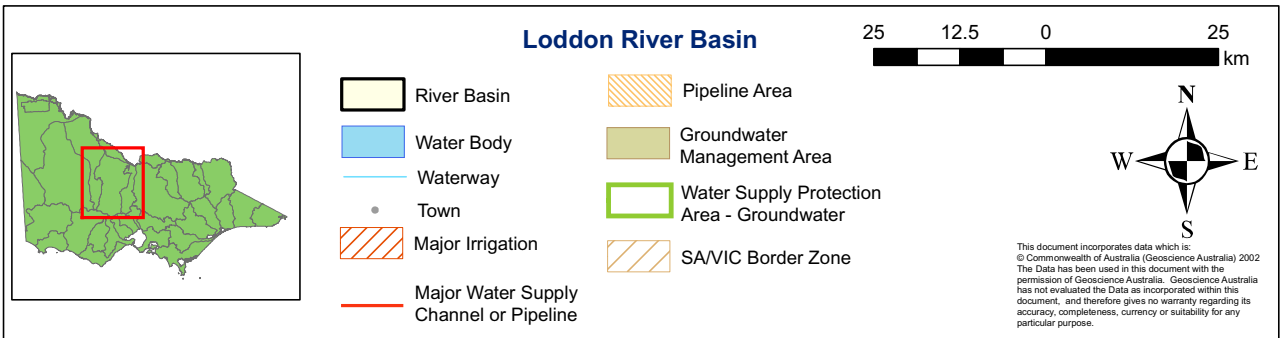 Loddon River Basin
River Basin
Water Body
Waterway
Town
Major Irrigation
Major Water Supply
Channel or Pipeline
Pipeline Area
Groundwater
Management Area
Water Supply Protection
Area - Groundwater
SA/VIC Border Zone
25 12.5 0 25
km
N
W E
S
This document incorporates data which is:
© Commonwealth of Australia (Geoscience Australia) 2002
The Data has been used in this document with the
permission of Geoscience Australia. Geoscience Australia
has not evaluated the Data as incorporated within this
document, and therefore gives no warranty regarding its
accuracy, completeness, currency or suitability for any
particular purpose.